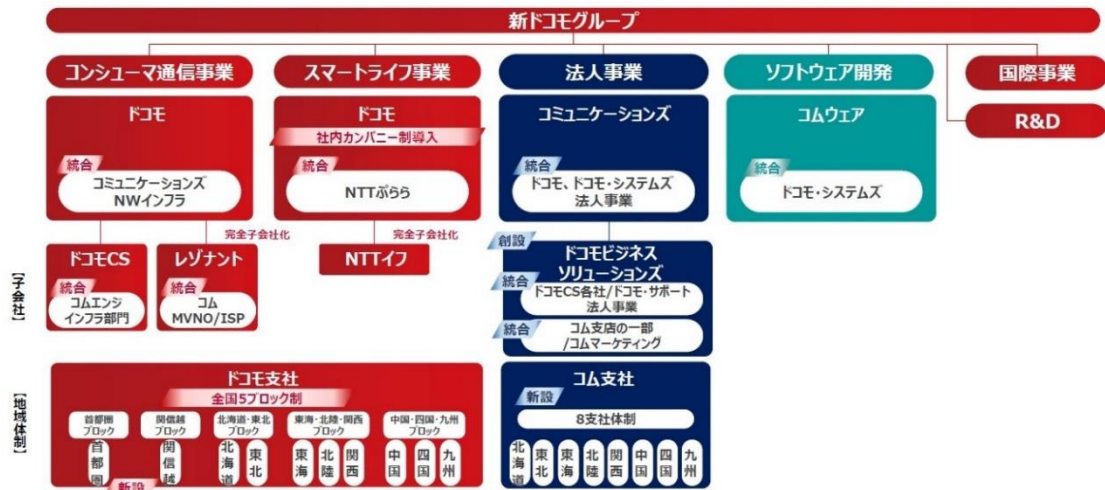 新ドコモグループ
コンシューマ通信事業
スマートライフ事業
法人事業
ソフトウェア開発
国際事業
R&D
ドコモ
統合
コミュニケーションズ
NWインフラ
ドコモ
社内カンパニー制導入
統合
NTTぷらら
コミュニケーションズ
統合
ドコモ、ドコモ・システムズ
法人事業
コムウェア
統合
ドコモ・システムズ
【子会社】
ドコモCS
統合
コムエンジ
インフラ部門
完全子会社化
レゾナント
統合
コム
MVNO/ISP
完全子会社化
NTTイフ
創設
ドコモビジネス
ソリューションズ
統合
ドコモCS各社/ドコモ・サポート
法人事業
統合
コム支店の一部
/コムマーケティング
【地域体制】
ドコモ支社
全国5ブロック制
首都圏
ブロック
関信越
ブロック
北海道・東北
ブロック
東海・北陸・関西
ブロック
中国・四国・九州
ブロック
首都圏
関信越
北海道
東北
東海
北陸
関西
中国
四国
九州
新設
コム支社
新設
8支社体制
北海道
東北
東海
北陸
関西
中国
四国
九州